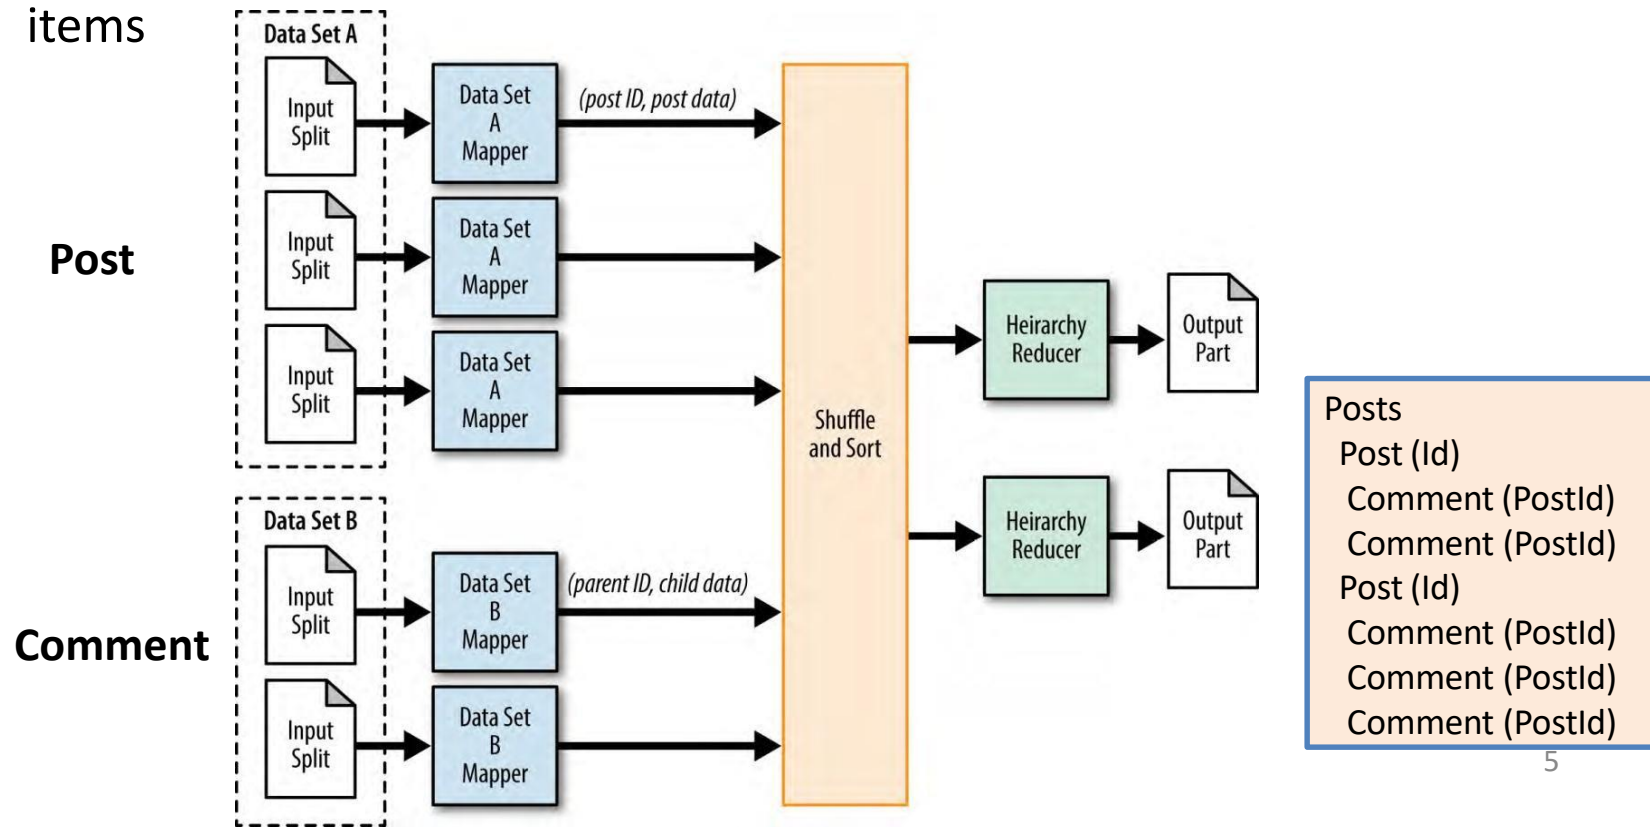 items
Data Set A
Input
Split
Data Set
A
Mapper
(post ID, post data)
Post
Input
Split
Data Set
A
Mapper
Input
Split
Data Set
A
Mapper
Data Set B
Comment
Input
Split
Data Set
B
Mapper
(parent ID, child data)
Input
Split
Data Set
B
Mapper
Shuffle
and Sort
Heirarchy
Reducer
Output
Part
Heirarchy
Reducer
Output
Part
Posts
Post (Id)
Comment (PostId)
Comment (PostId)
Post (Id)
Comment (PostId)
Comment (PostId)
Comment (PostId)
5